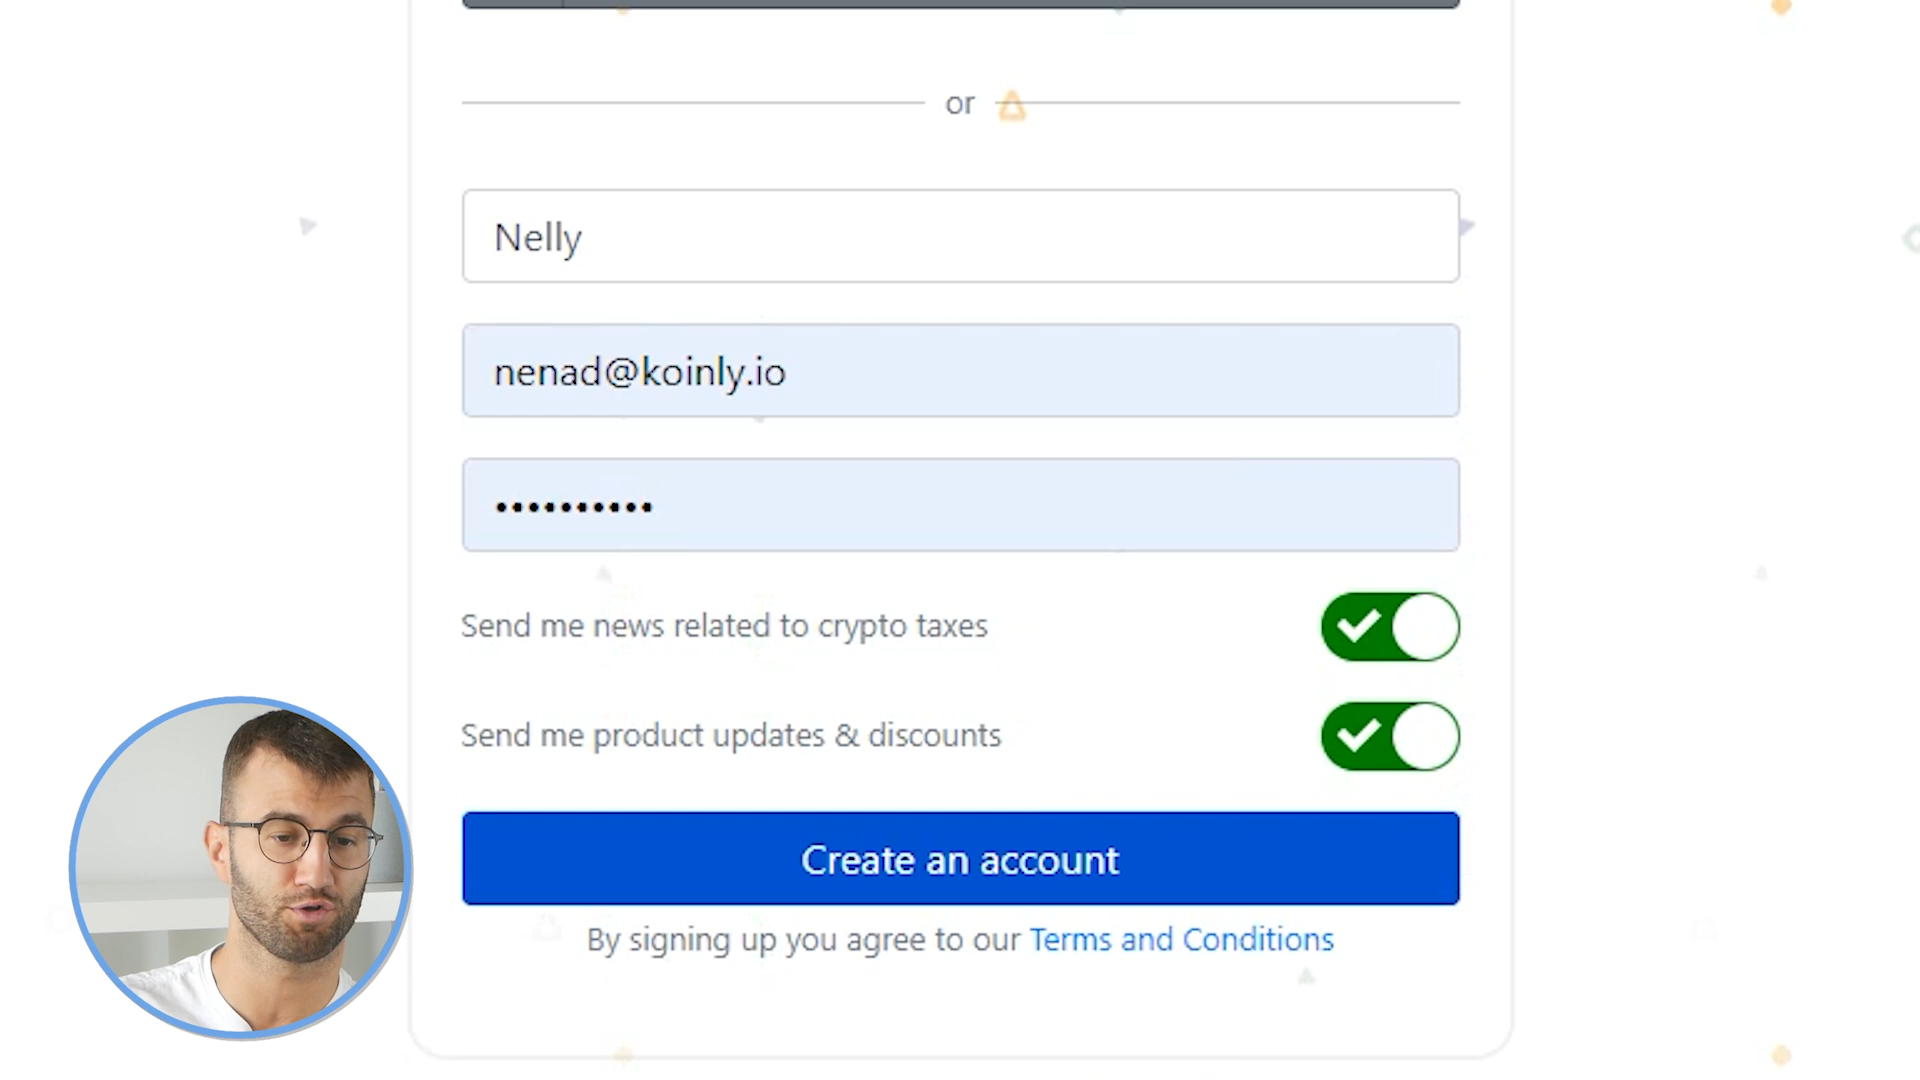 or
Nelly
nenad@koinly.io
••••••••••
Send me news related to crypto taxes
Send me product updates & discounts
Create an account
By signing up you agree to our Terms and Conditions